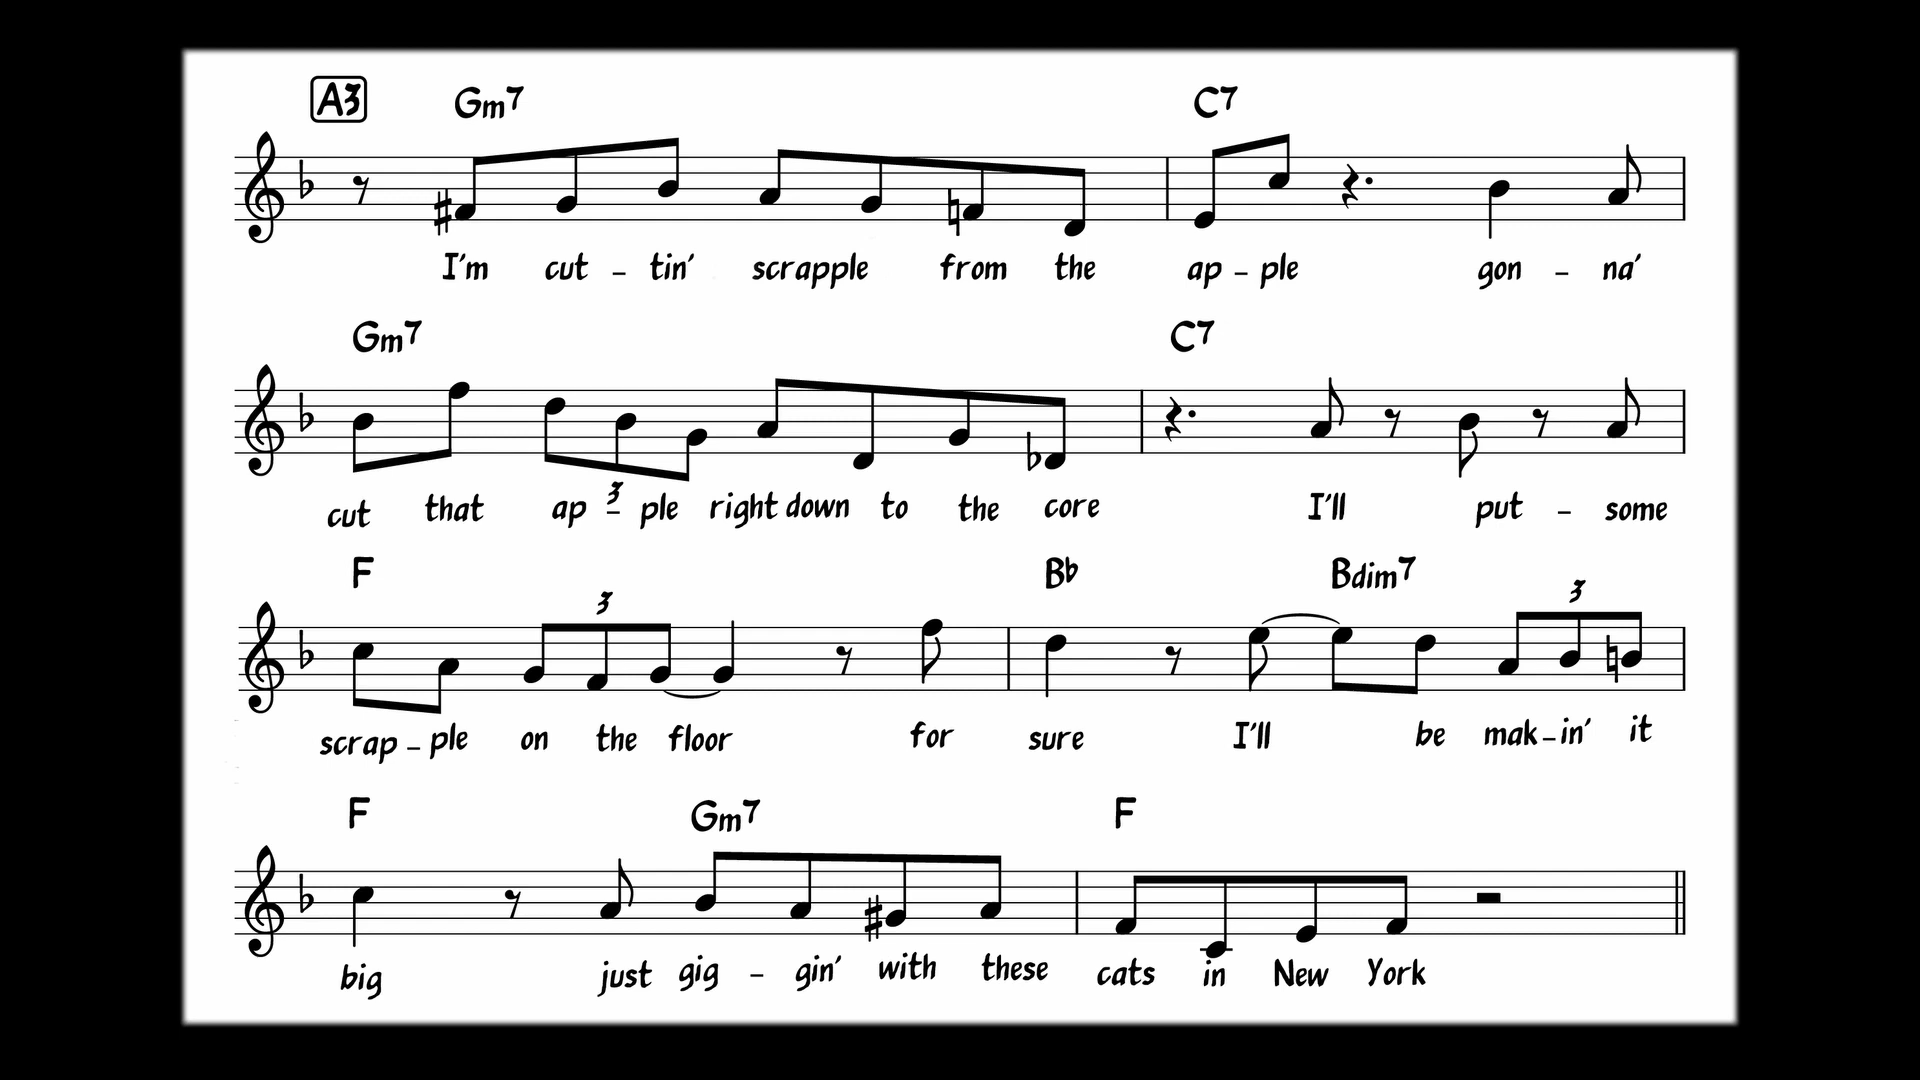 A3 Gm7 C7
I'm cut - tin' scrapple from the ap - ple gon - na'
Gm7 C7
cut that ap - ple right down to the core I'll put - some
3
F Bb Bdim7
3 3
scrap - ple on the floor for sure I'll be mak - in' it
F Gm7 F
big just gig - gin' with these cats in New York